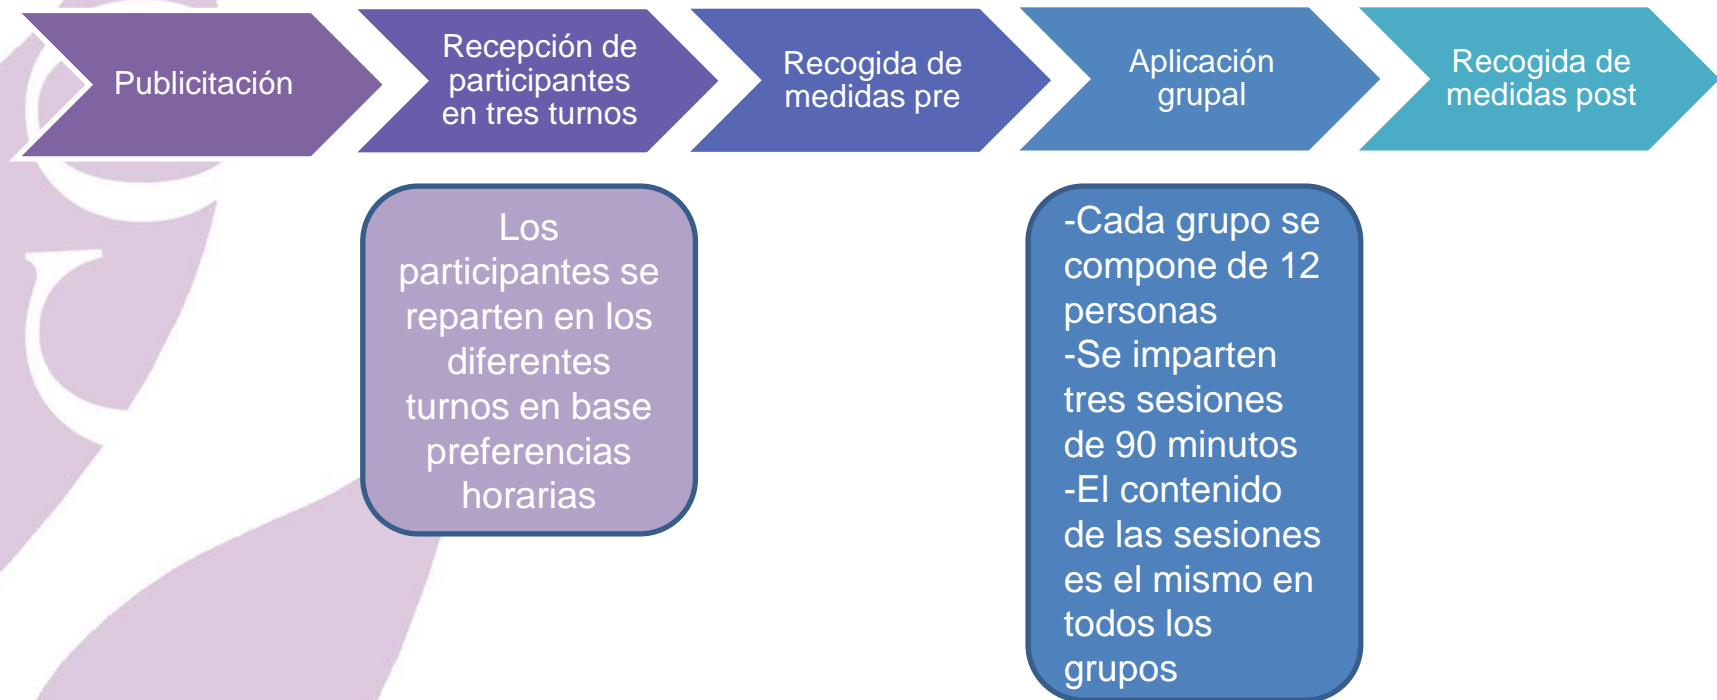 Publicitación
Recepción de
participantes
en tres turnos
Recogida de
medidas pre
Aplicación
grupal
Recogida de
medidas post
Los
participantes se
reparten en los
diferentes
turnos en base
preferencias
horarias
-Cada grupo se
compone de 12
personas
-Se imparten
tres sesiones
de 90 minutos
-El contenido
de las sesiones
es el mismo en
todos los
grupos